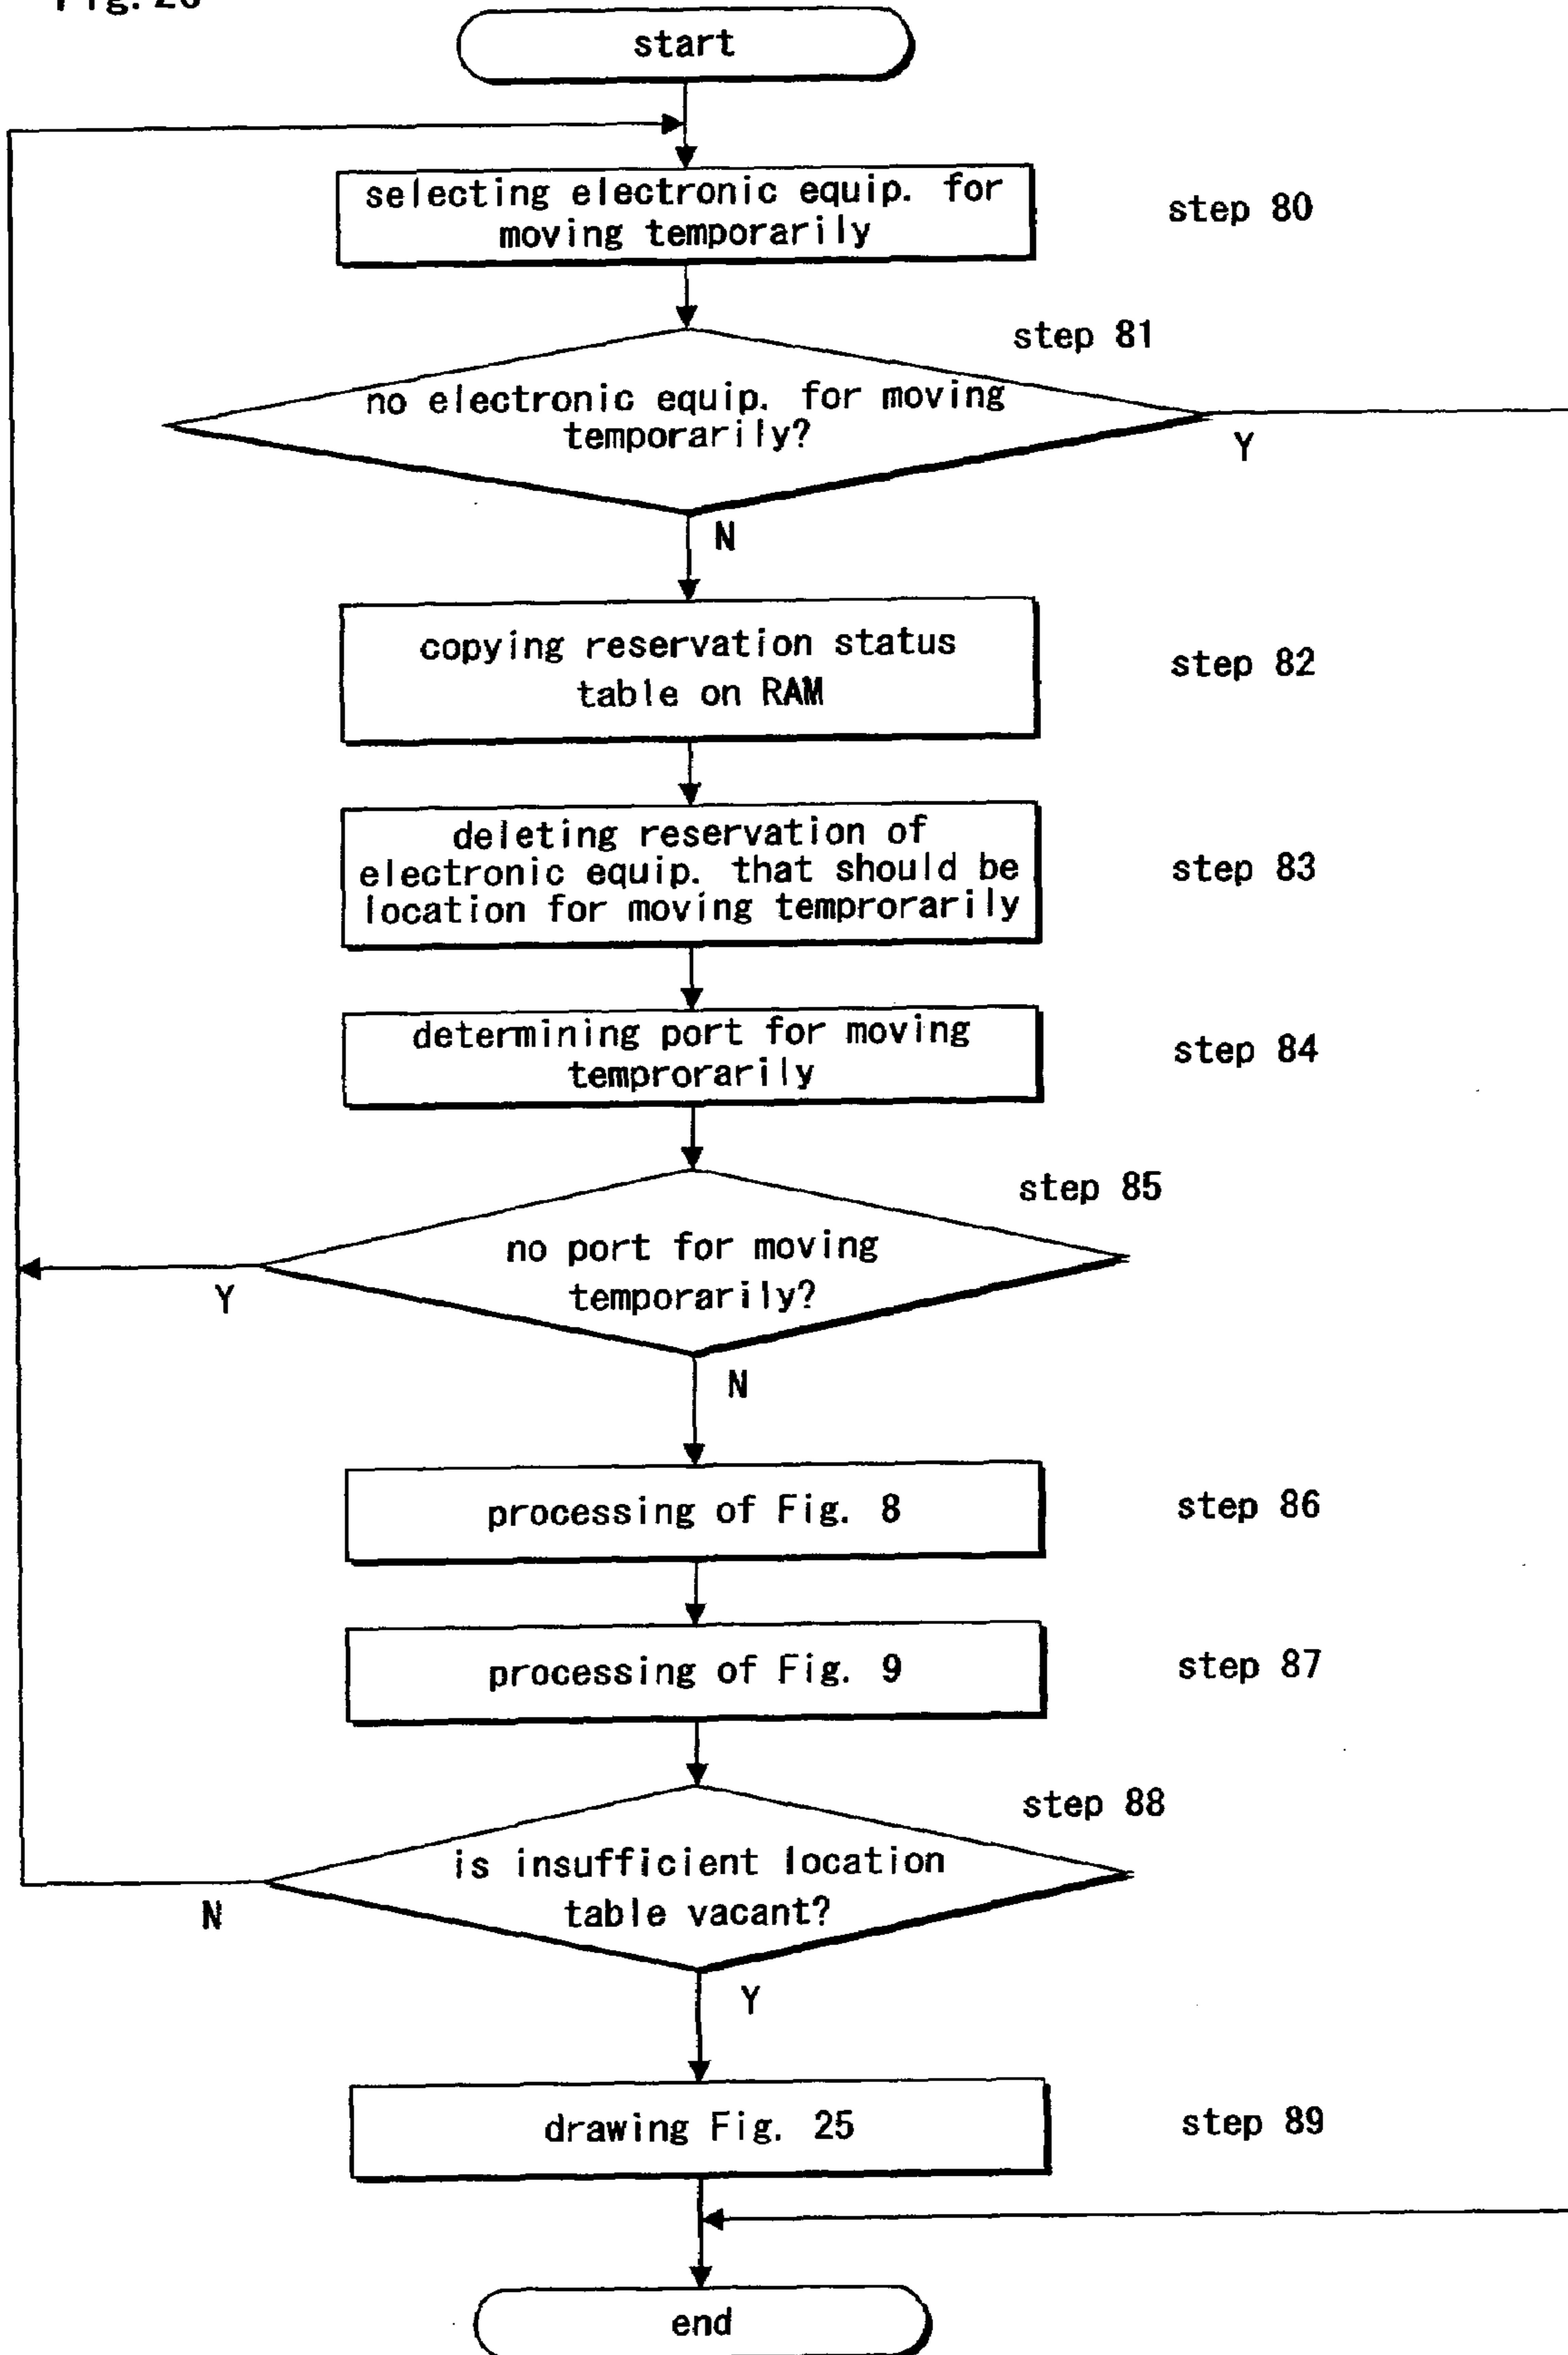 start
selecting electronic equip. for
moving temporarily
step 80
step 81
no electronic equip. for moving
temporarily?
Y
N
copying reservation status
table on RAM
step 82
deleting reservation of
electronic equip. that should be
location for moving temprorarily
step 83
determining port for moving
temprorarily
step 84
step 85
no port for moving
temporarily?
Y
N
processing of Fig. 8
step 86
processing of Fig. 9
step 87
step 88
is insufficient location
table vacant?
N
Y
drawing Fig. 25
step 89
end